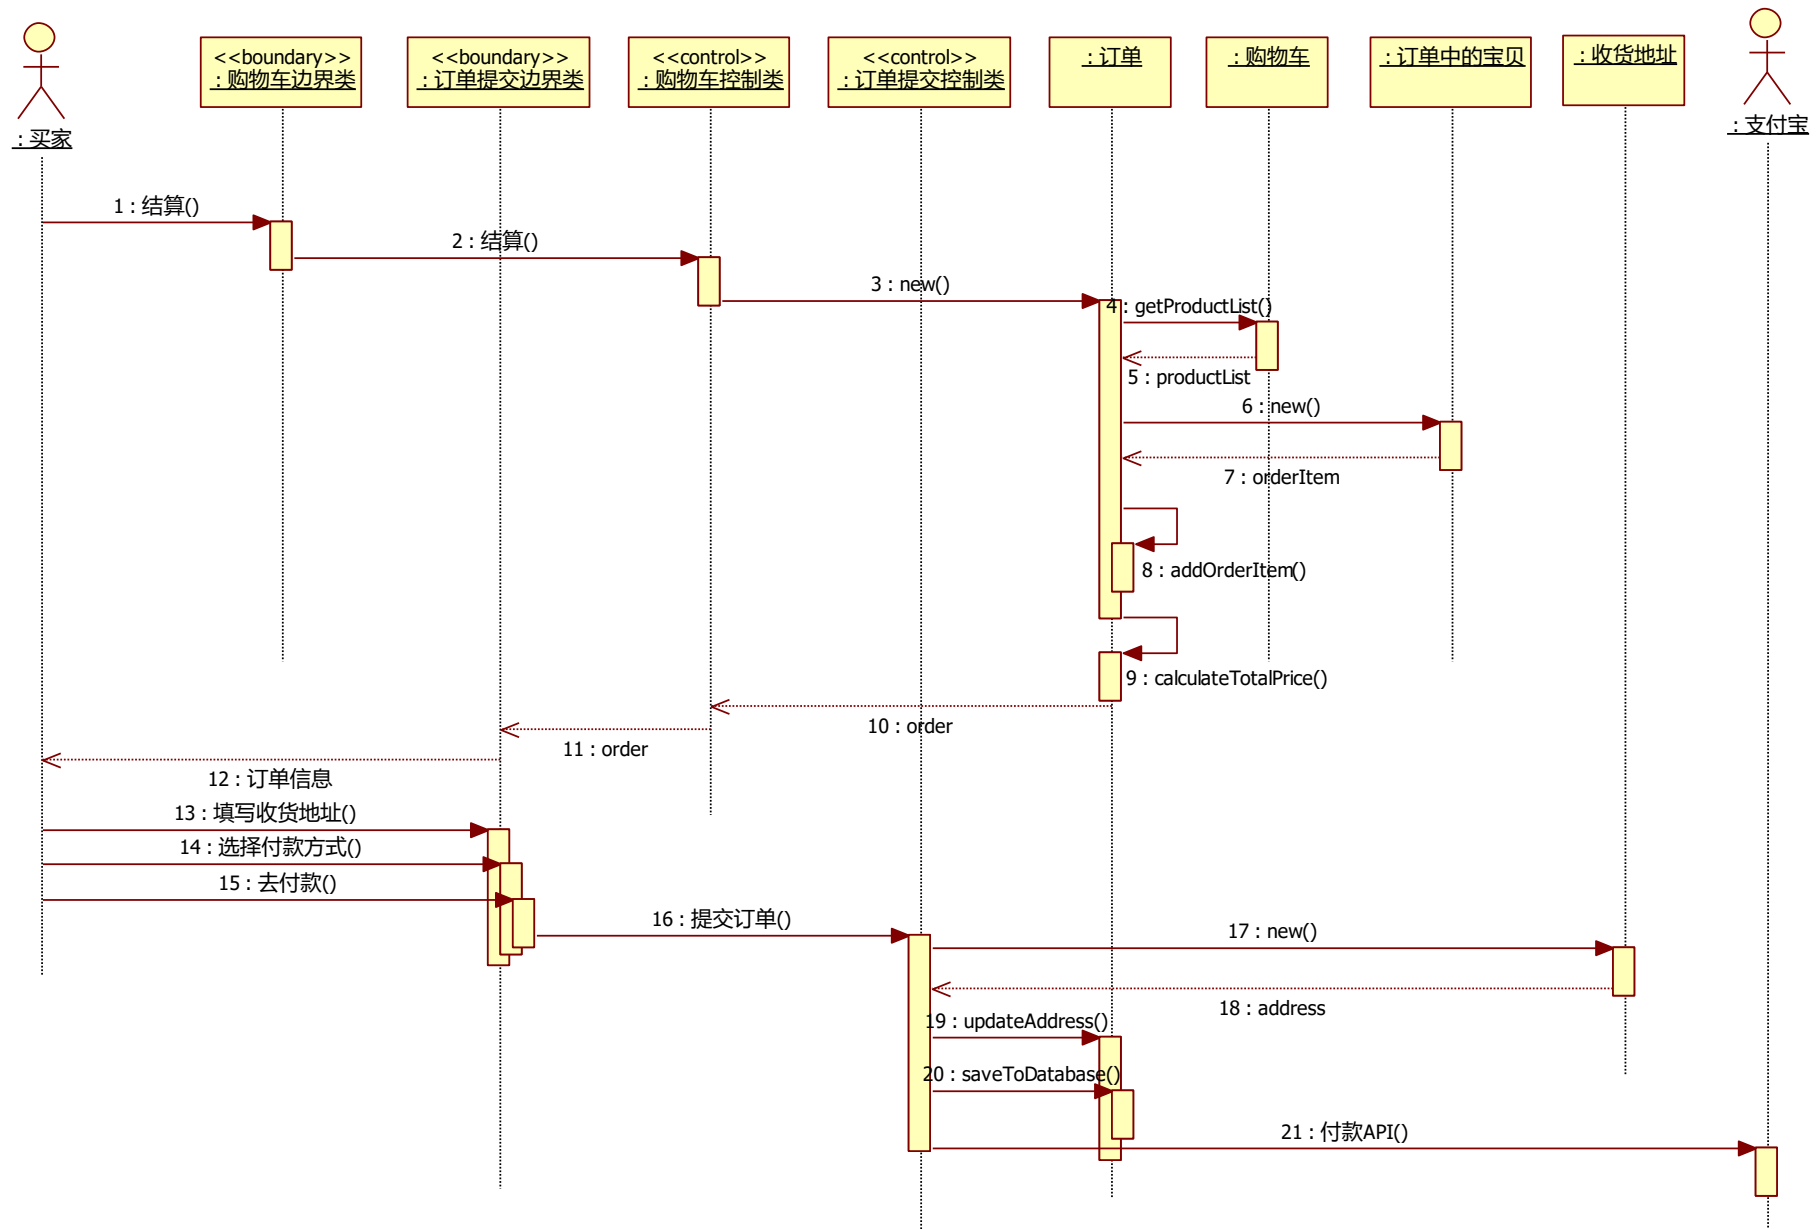 <<boundary>>
: 购物车边界类
<<boundary>>
: 订单提交边界类
<<control>>
: 购物车控制类
<<control>>
: 订单提交控制类
: 订单
: 购物车
: 订单中的宝贝
: 收货地址
: 买家
: 支付宝
1 : 结算()
2 : 结算()
3 : new()
4 : getProductList()
5 : productList
6 : new()
7 : orderItem
8 : addOrderItem()
9 : calculateTotalPrice()
10 : order
11 : order
12 : 订单信息
13 : 填写收货地址()
14 : 选择付款方式()
15 : 去付款()
16 : 提交订单()
17 : new()
18 : address
19 : updateAddress()
20 : saveToDatabase()
21 : 付款API()